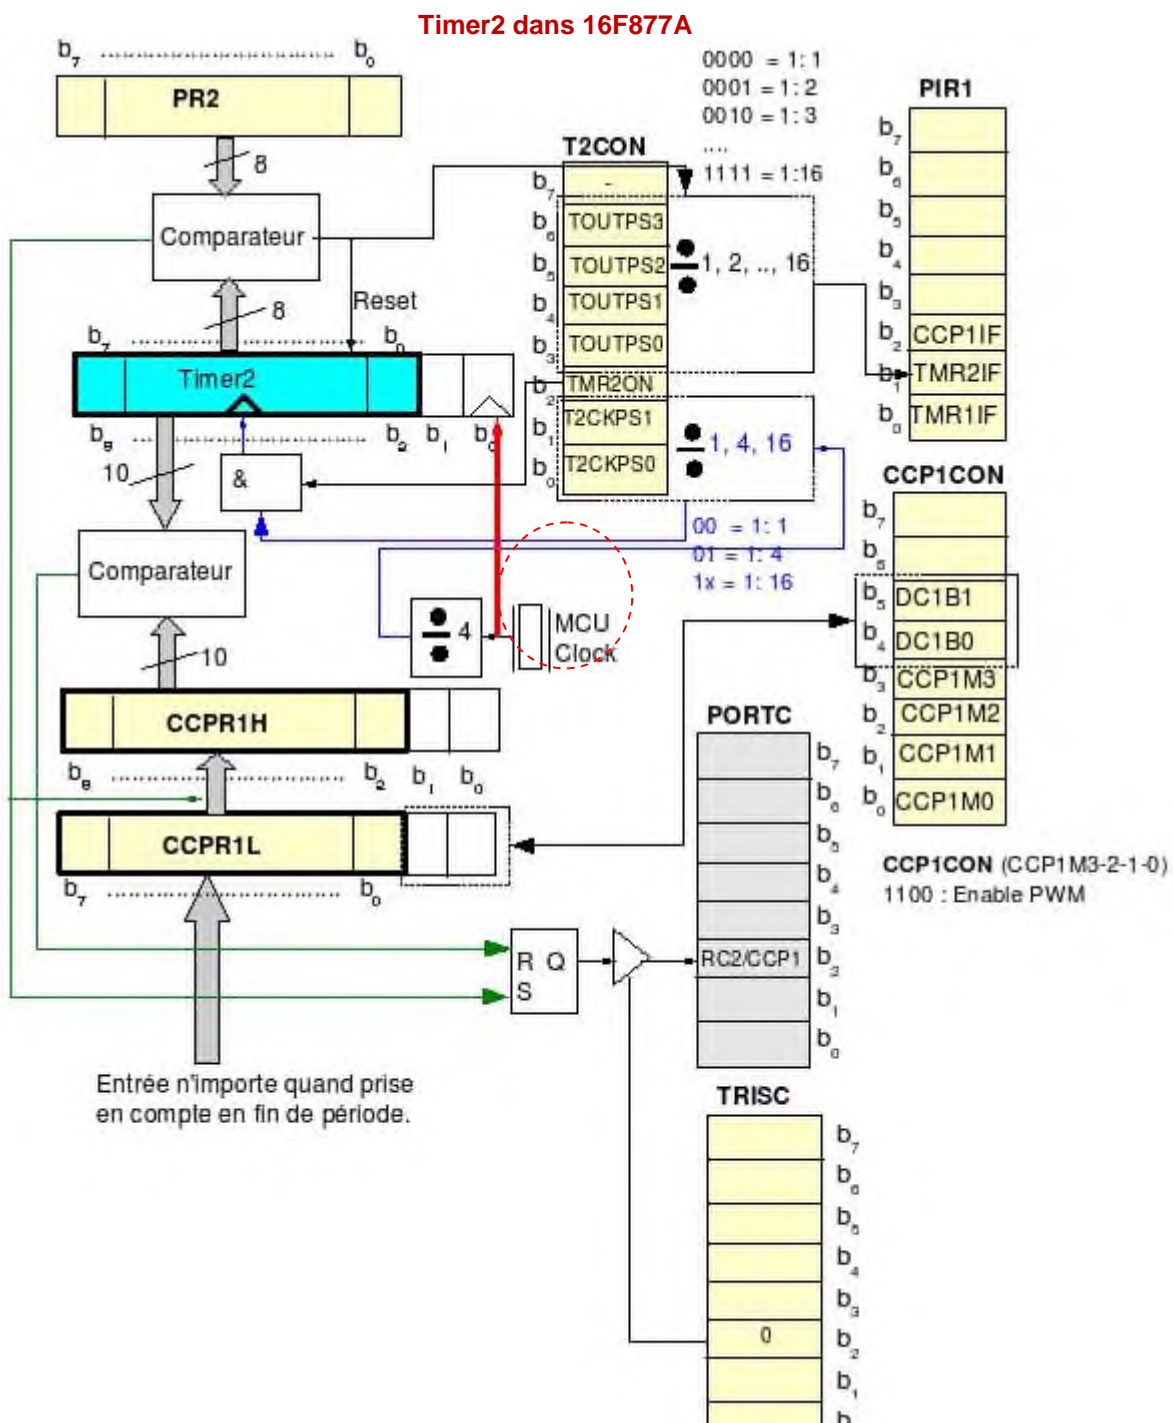 Timer2 dans 16F877A
b7 b0
PR2
8
Comparateur
8
Reset
b7 b0
Timer2
b9 b2 b1 b0
10
&
Comparateur
10
CCPR1H
b9 b2 b1 b0
CCPR1L
b7 b0
Entrée n'importe quand prise
en compte en fin de période.
0000 = 1:1
0001 = 1:2
0010 = 1:3
....
1111 = 1:16
T2CON
b7 -
b6 TOUTPS3
b5 TOUTPS2
b4 TOUTPS1
b3 TOUTPS0
b2 TMR2ON
b1 T2CKPS1
b0 T2CKPS0
1, 2, .., 16
1, 4, 16
00 = 1: 1
01 = 1: 4
1x = 1: 16
4
MCU
Clock
R Q
S
PIR1
b7
b6
b5
b4
b3
b2 CCP1IF
b1 TMR2IF
b0 TMR1IF
CCP1CON
b7
b6
b5 DC1B1
b4 DC1B0
b3 CCP1M3
b2 CCP1M2
b1 CCP1M1
b0 CCP1M0
CCP1CON (CCP1M3-2-1-0)
1100 : Enable PWM
PORTC
b7
b6
b5
b4
b3
RC2/CCP1 b2
b1
b0
TRISC
b7
b6
b5
b4
b3
0 b2
b1